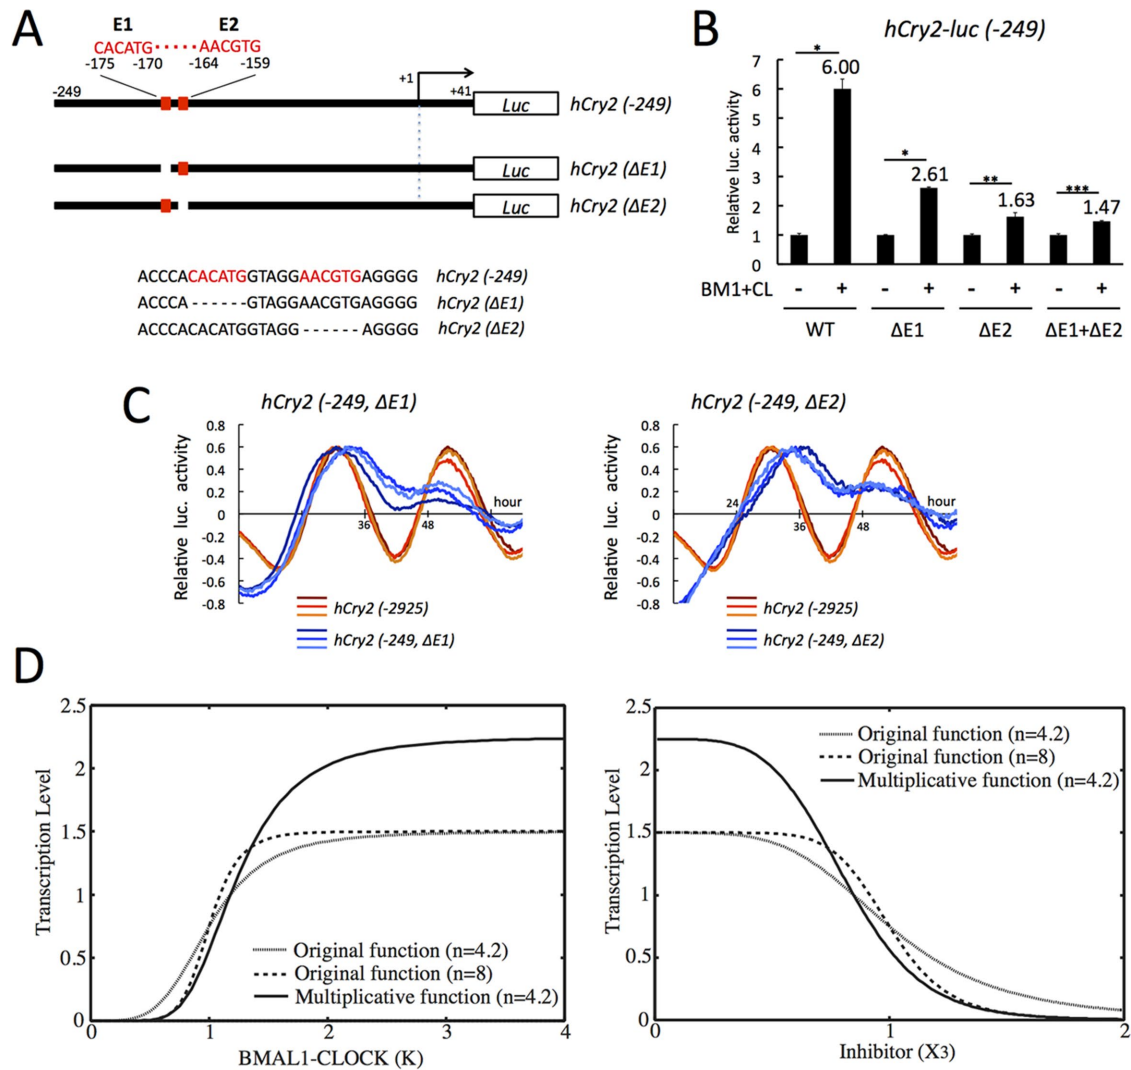 A
E1 E2
CACATG·····AACGTG
-175 -170 -164 -159
-249 +1 +41 Luc hCry2 (-249)
Luc hCry2 (ΔE1)
Luc hCry2 (ΔE2)
ACCCACACATGGTAGGAACGTGAGGGG hCry2 (-249)
ACCCA ------GTAGGAACGTGAGGGG hCry2 (ΔE1)
ACCCACACATGGTAGG ------ AGGGG hCry2 (ΔE2)
B
hCry2-luc (-249)
Relative luc. activity
7
6
5
4
3
2
1
0
* 6.00
* 2.61
** 1.63
*** 1.47
BM1+CL - + - + - + - +
WT ΔE1 ΔE2 ΔE1+ΔE2
C
hCry2 (-249, ΔE1)
Relative luc. activity
0.8
0.6
0.4
0.2
0
-0.2
-0.4
-0.6
-0.8
36 48 hour
hCry2 (-2925)
hCry2 (-249, ΔE1)
hCry2 (-249, ΔE2)
Relative luc. activity
0.8
0.6
0.4
0.2
0
-0.2
-0.4
-0.6
-0.8
24 36 48 hour
hCry2 (-2925)
hCry2 (-249, ΔE2)
D
Transcription Level
2.5
2
1.5
1
0.5
0
Original function (n=4.2)
Original function (n=8)
Multiplicative function (n=4.2)
0 1 2 3 4
BMAL1-CLOCK (K)
Transcription Level
2.5
2
1.5
1
0.5
0
Original function (n=4.2)
Original function (n=8)
Multiplicative function (n=4.2)
0 1 2
Inhibitor (X3)